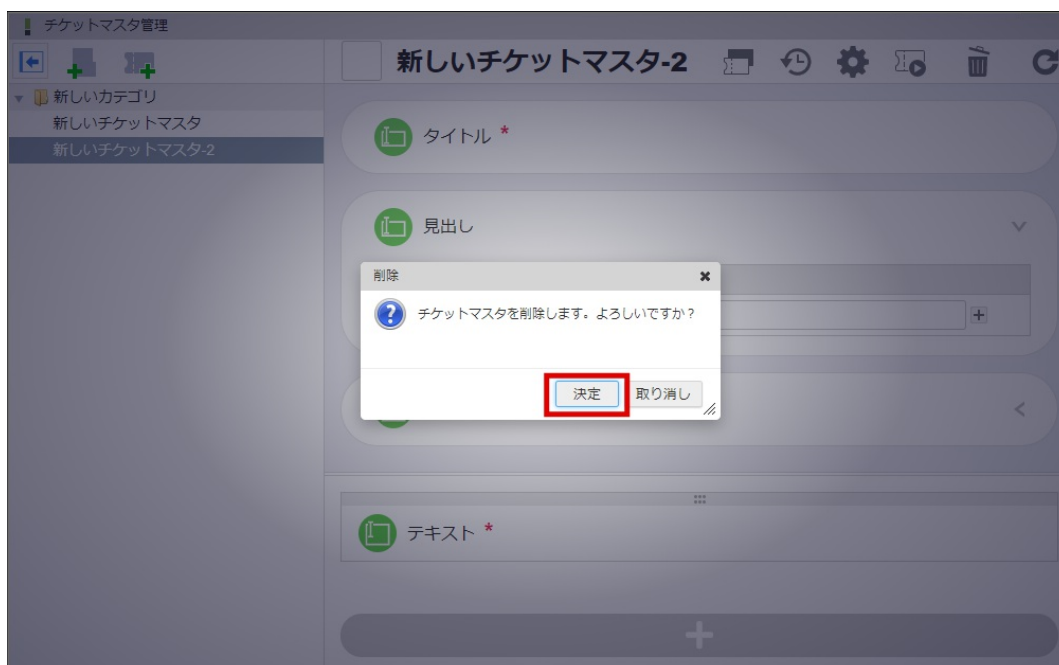 チケットマスタ管理
新しいチケットマスタ-2
新しいカテゴリ
新しいチケットマスタ
新しいチケットマスタ-2
タイトル *
見出し
削除
チケットマスタを削除します。よろしいですか?
決定 取り消し
テキスト *